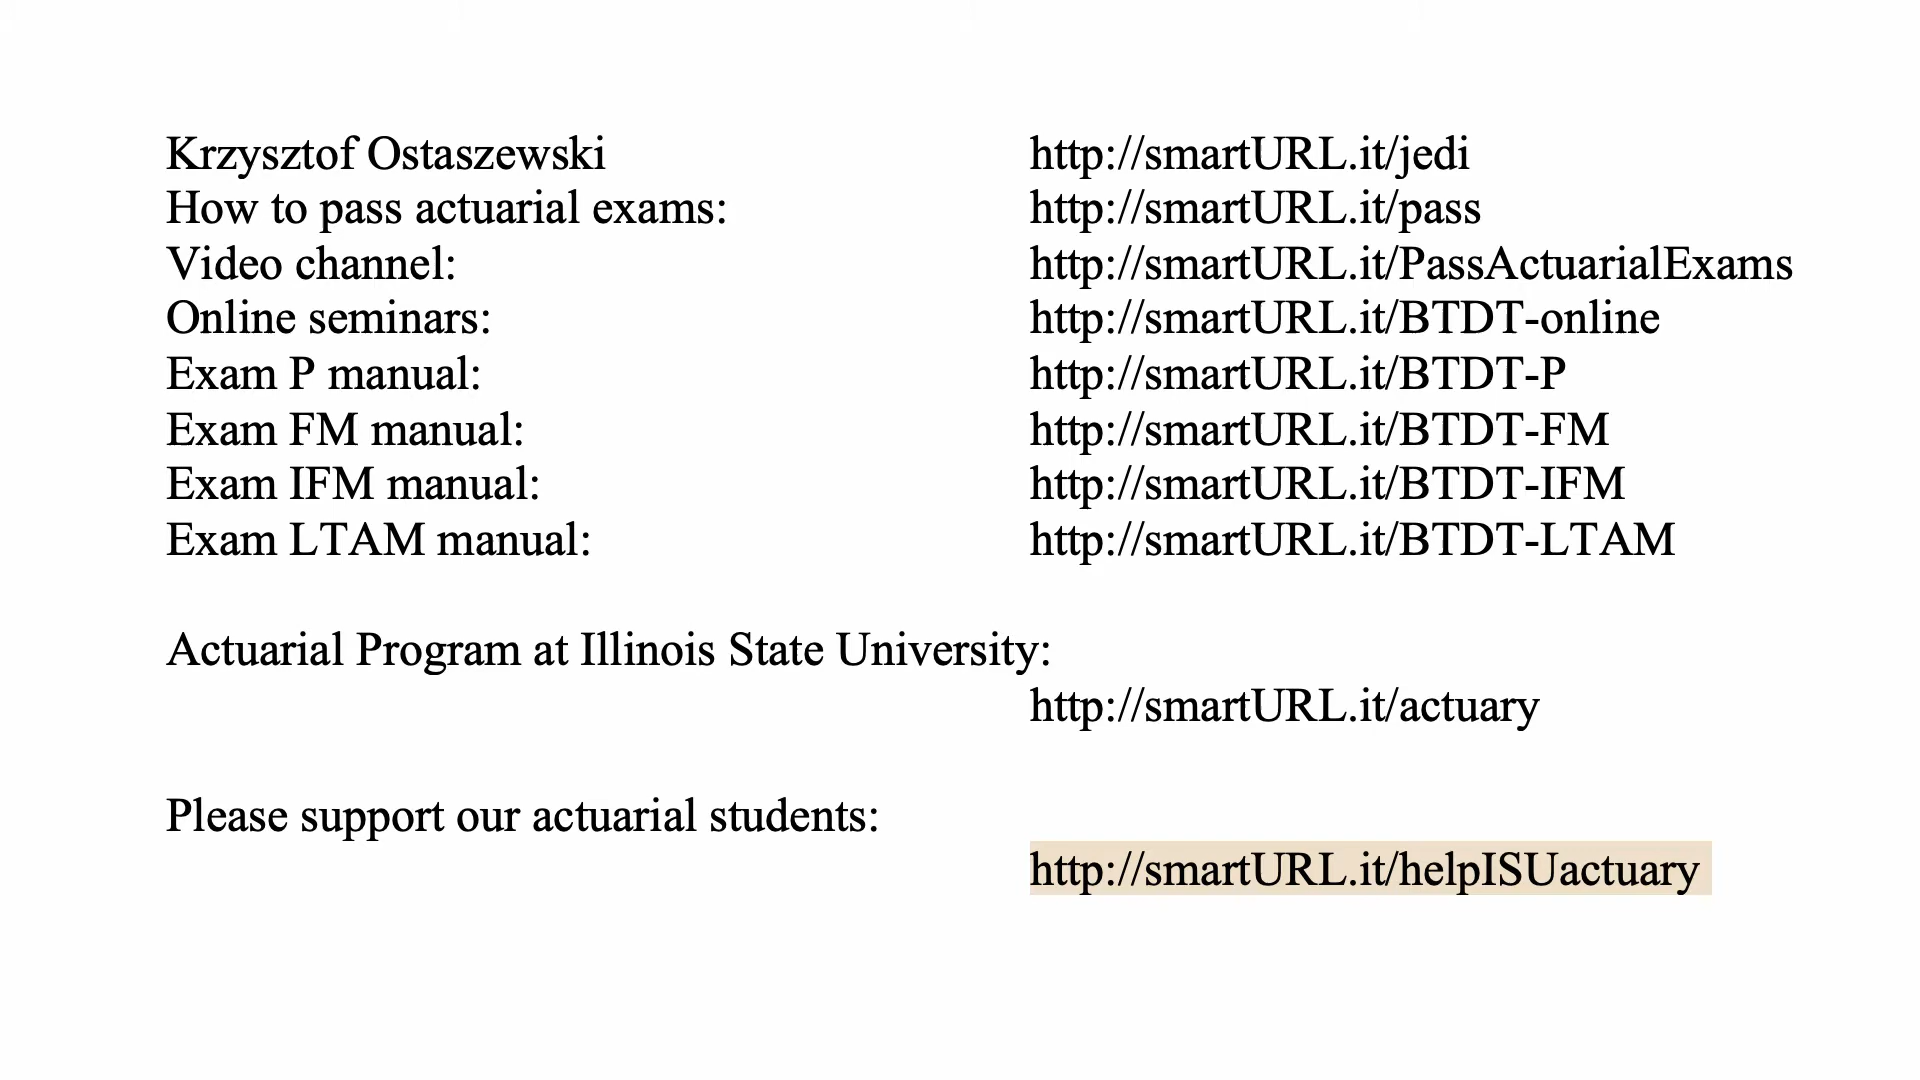 Krzysztof Ostaszewski http://smartURL.it/jedi
How to pass actuarial exams: http://smartURL.it/pass
Video channel: http://smartURL.it/PassActuarialExams
Online seminars: http://smartURL.it/BTDT-online
Exam P manual: http://smartURL.it/BTDT-P
Exam FM manual: http://smartURL.it/BTDT-FM
Exam IFM manual: http://smartURL.it/BTDT-IFM
Exam LTAM manual: http://smartURL.it/BTDT-LTAM
Actuarial Program at Illinois State University:
http://smartURL.it/actuary
Please support our actuarial students:
http://smartURL.it/helpISUactuary